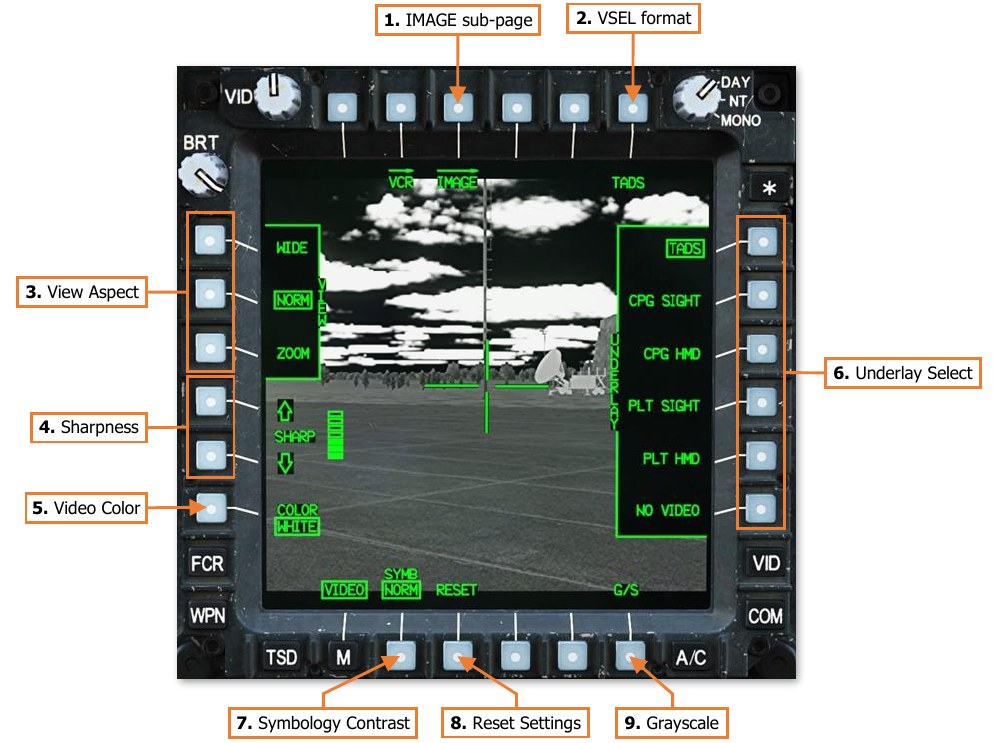 1. IMAGE sub-page
2. VSEL format
VID
DAY
NT
MONO
BRT
VCR
IMAGE
TADS
*
WIDE
TADS
3. View Aspect
NORM
VIEW
CPG SIGHT
ZOOM
CPG HMD
UNDERLAY
6. Underlay Select
PLT SIGHT
4. Sharpness
SHARP
PLT HMD
5. Video Color
COLOR
WHITE
NO VIDEO
FCR
VID
SYMB
VIDEO
NORM
RESET
G/S
WPN
COM
TSD
M
A/C
7. Symbology Contrast
8. Reset Settings
9. Grayscale